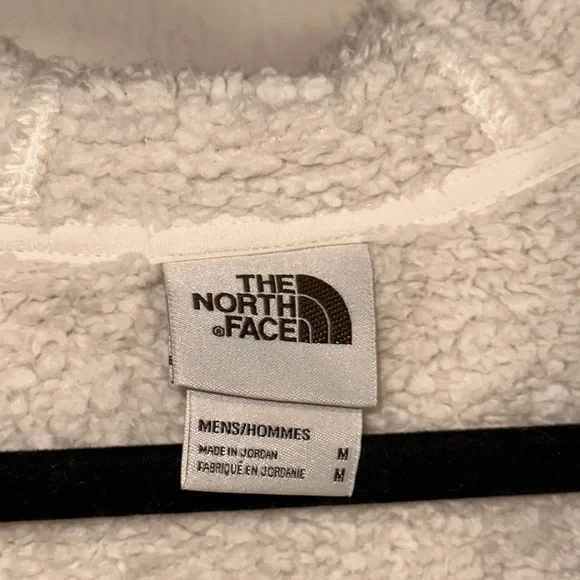 THE
NORTH
®FACE
MENS/HOMMES
MADE IN JORDAN M
FABRIQUÉ EN JORDANIE M